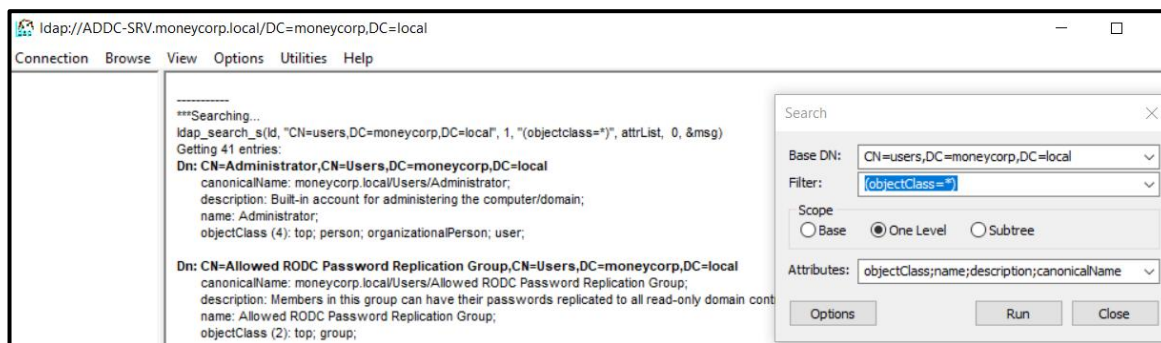 ldap://ADDC-SRV.moneycorp.local/DC=moneycorp,DC=local
Connection Browse View Options Utilities Help
-----------
***Searching...
ldap_search_s(ld, "CN=users,DC=moneycorp,DC=local", 1, "(objectclass=*)", attrList, 0, &msg)
Getting 41 entries:
Dn: CN=Administrator,CN=Users,DC=moneycorp,DC=local
canonicalName: moneycorp.local/Users/Administrator;
description: Built-in account for administering the computer/domain;
name: Administrator;
objectClass (4): top; person; organizationalPerson; user;
Dn: CN=Allowed RODC Password Replication Group,CN=Users,DC=moneycorp,DC=local
canonicalName: moneycorp.local/Users/Allowed RODC Password Replication Group;
description: Members in this group can have their passwords replicated to all read-only domain cont
name: Allowed RODC Password Replication Group;
objectClass (2): top; group;
Search
Base DN: CN=users,DC=moneycorp,DC=local
Filter: (objectClass=*)
Scope
Base One Level Subtree
Attributes: objectClass;name;description;canonicalName
Options Run Close